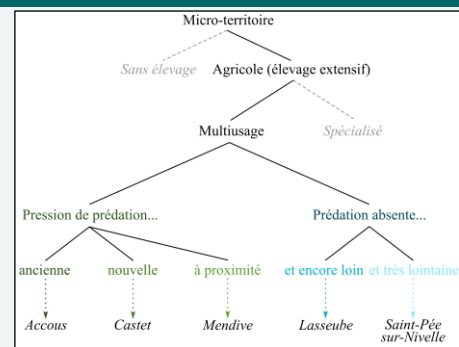 Micro-territoire
Sans élevage
Agricole (élevage extensif)
Multiusage
Spécialisé
Pression de prédation...
Prédation absente...
ancienne
nouvelle
à proximité
et encore loin
et très lointaine
Accous
Castet
Mendive
Lasseube
Saint-Pée
sur-Nivelle